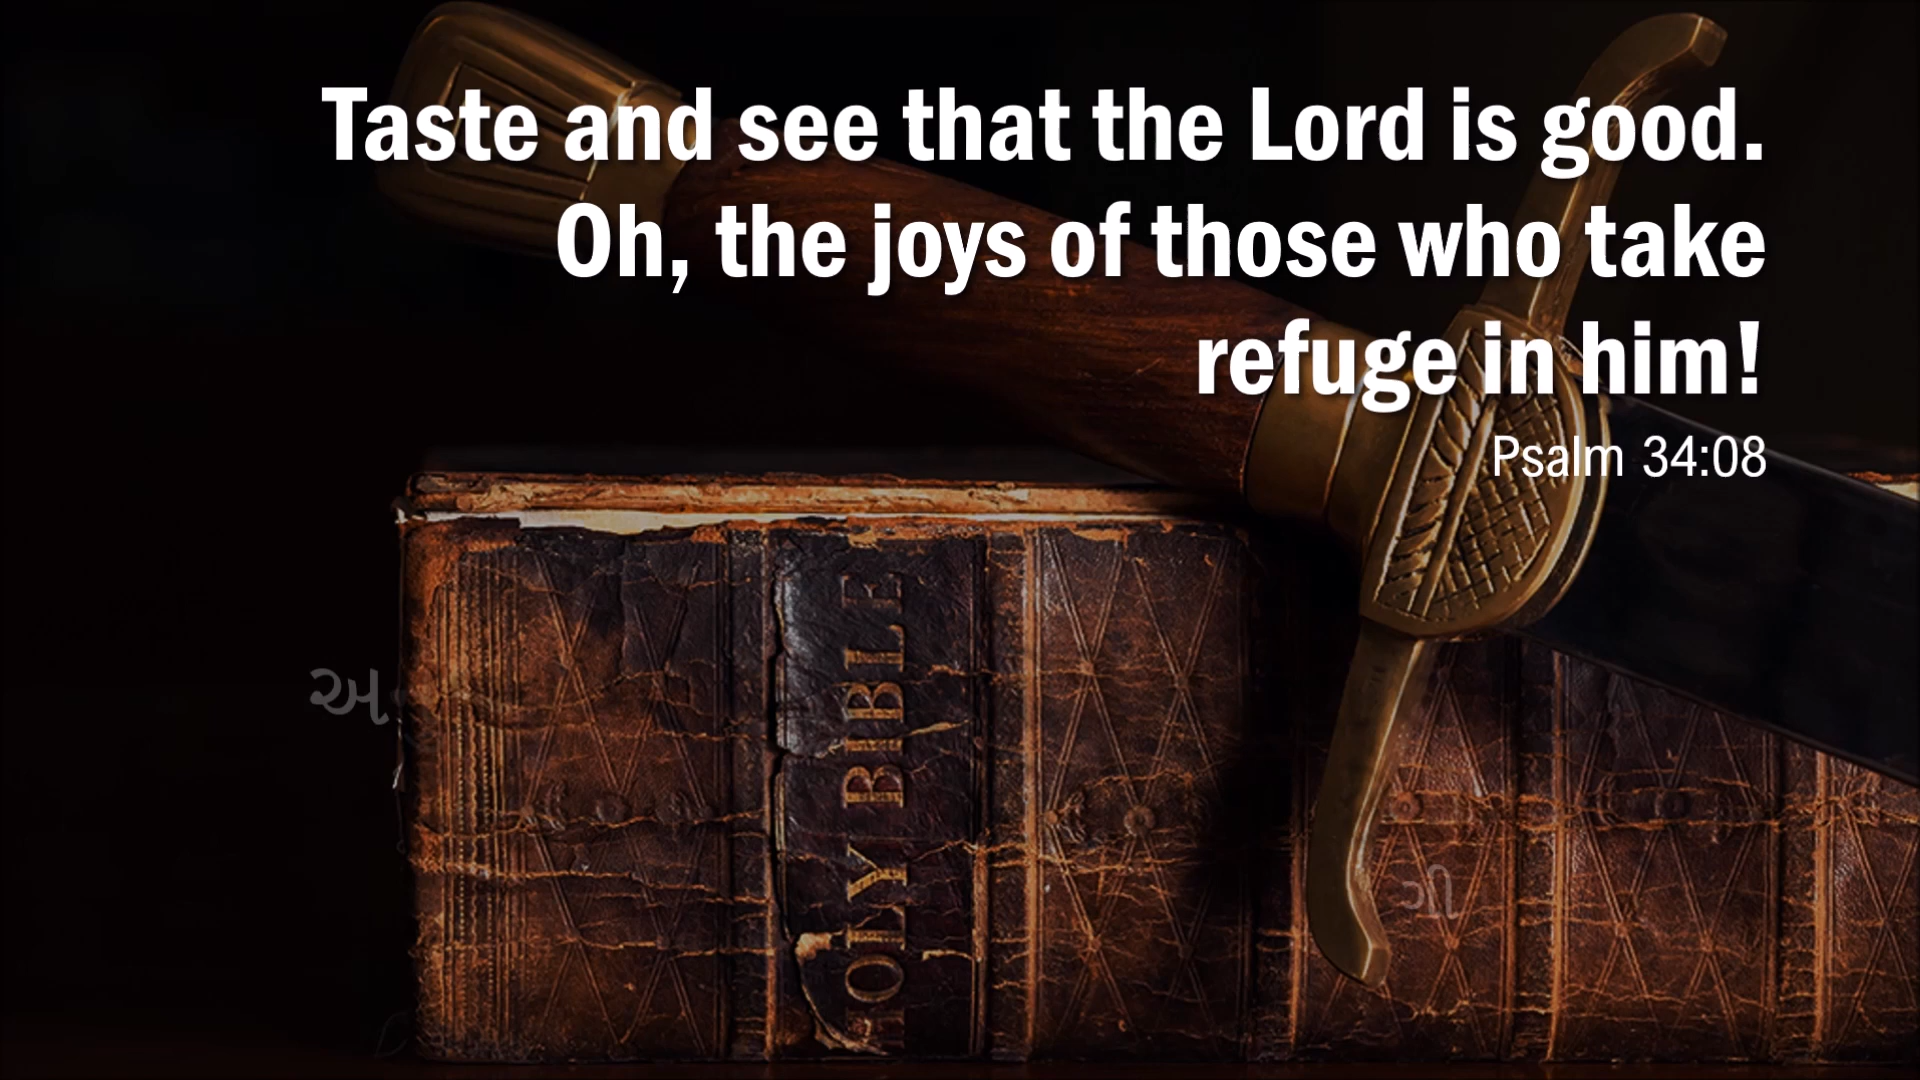 Taste and see that the Lord is good.
Oh, the joys of those who take
refuge in him!
Psalm 34:08
HOLY BIBLE
અ
ગી